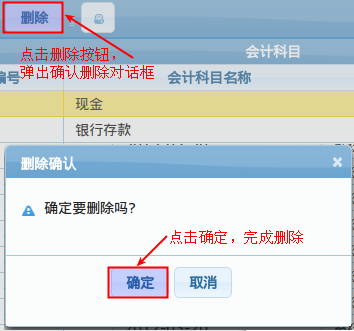 删除
点击删除按钮，
弹出确认删除对话框
会计科目
编号
会计科目名称
现金
银行存款
删除确认
确定要删除吗?
点击确定，完成删除
确定
取消